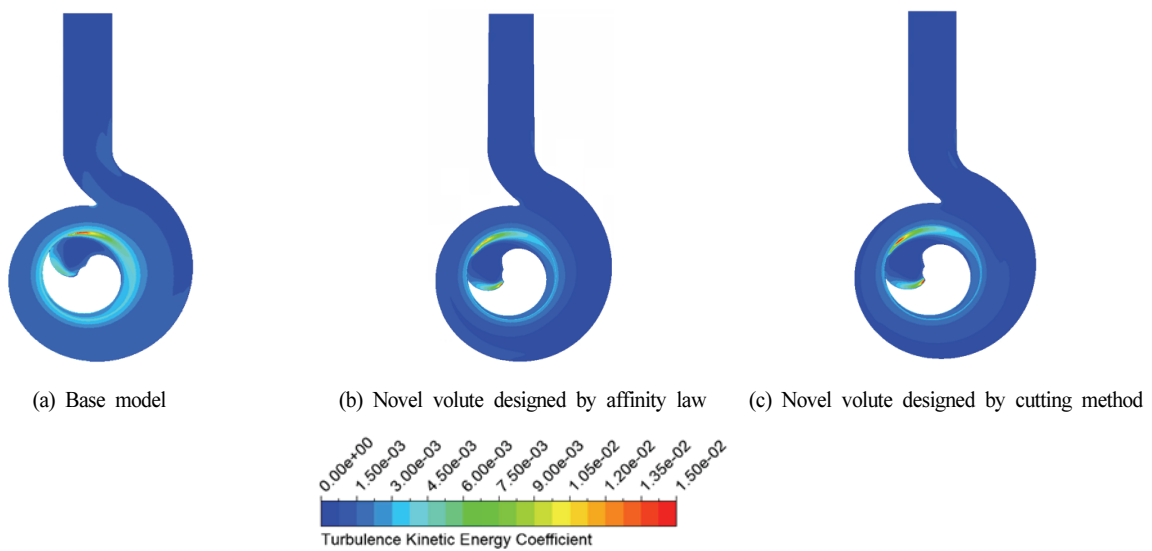 (a) Base model
(b) Novel volute designed by affinity law
(c) Novel volute designed by cutting method
0.00e+00
1.50e-03
3.00e-03
4.50e-03
6.00e-03
7.50e-03
9.00e-03
1.05e-02
1.20e-02
1.35e-02
1.50e-02
Turbulence Kinetic Energy Coefficient